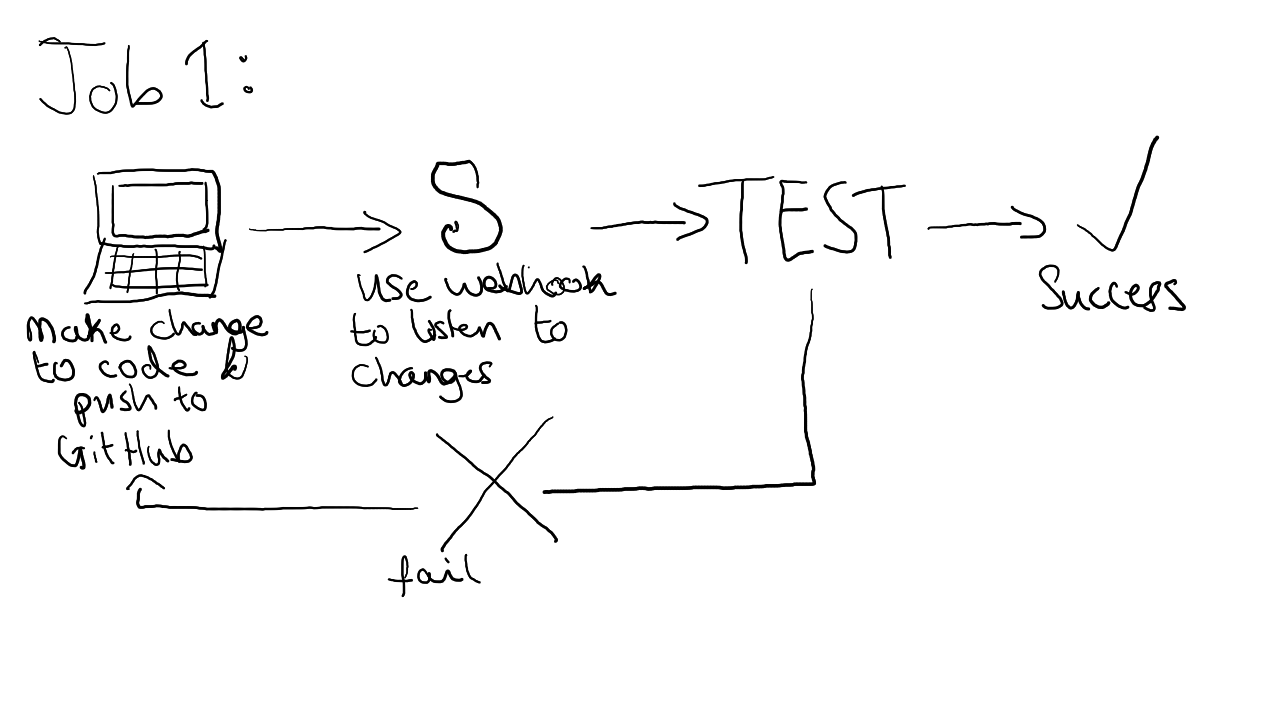 Job 1:
S
TEST
use webhook
to listen to
changes
Success
make change
to code &
push to
GitHub
fail